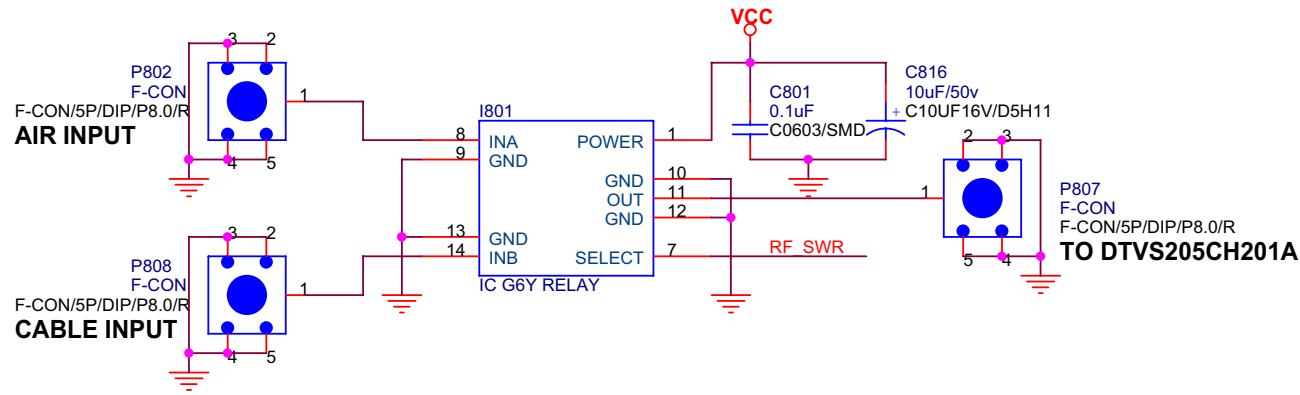 VCC
3 2
P802
F-CON
F-CON/5P/DIP/P8.0/R
AIR INPUT
1
4 5
I801
8 INA
9 GND
13 GND
14 INB
POWER 1
GND 10
OUT 11
GND 12
SELECT 7
IC G6Y RELAY
RF_SWR
C801
0.1uF
C0603/SMD
C816
10uF/50v
+ C10UF16V/D5H11
2 3
1
5 4
P807
F-CON
F-CON/5P/DIP/P8.0/R
TO DTVS205CH201A
3 2
P808
F-CON
F-CON/5P/DIP/P8.0/R
CABLE INPUT
1
4 5